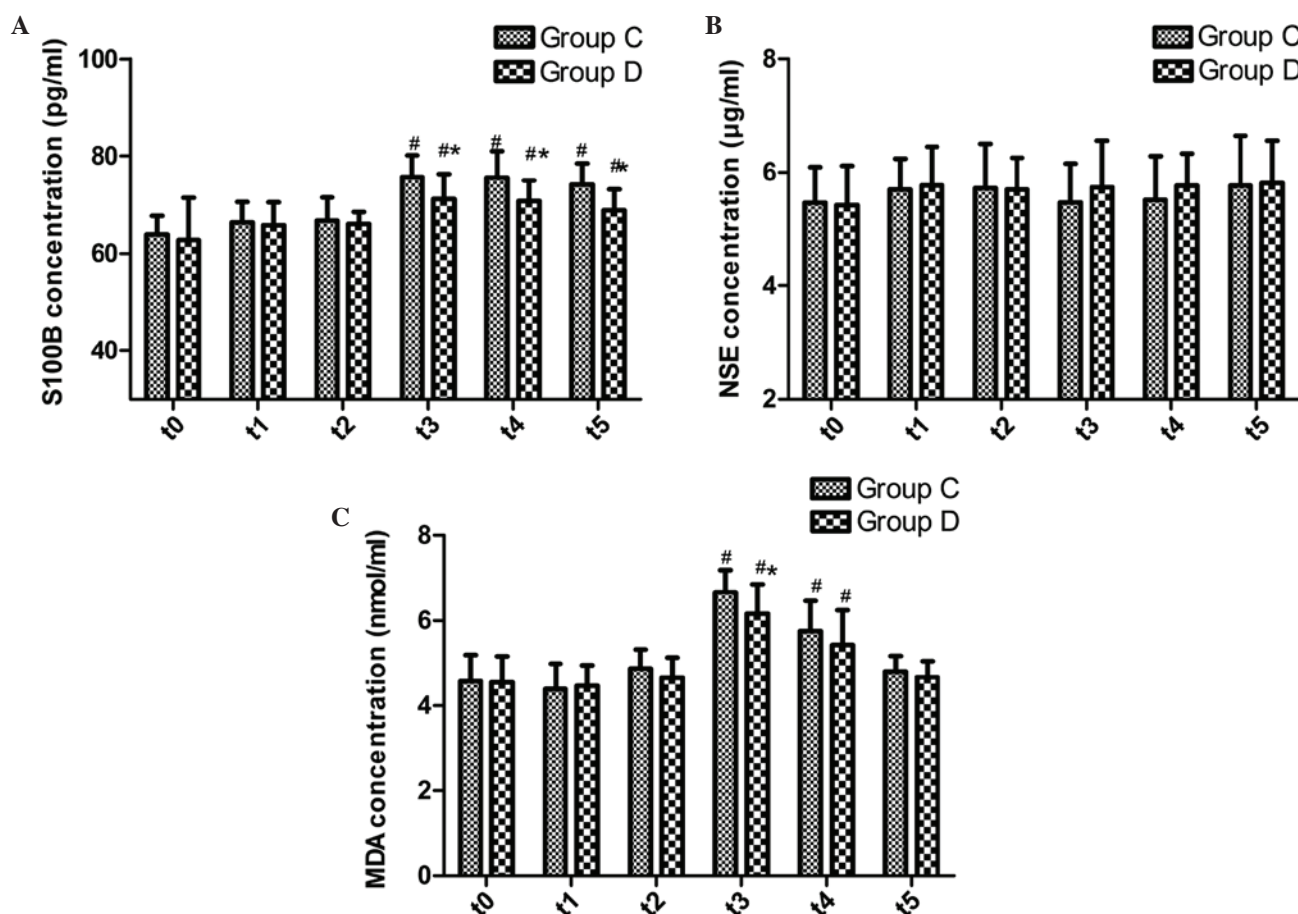 A
Group C
Group D
S100B concentration (pg/ml)
100
80
60
40
# #* # #* # #*
t0 t1 t2 t3 t4 t5
B
Group C
Group D
NSE concentration (µg/ml)
8
6
4
2
t0 t1 t2 t3 t4 t5
C
Group C
Group D
MDA concentration (nmol/ml)
8
6
4
2
0
# #* # #
t0 t1 t2 t3 t4 t5